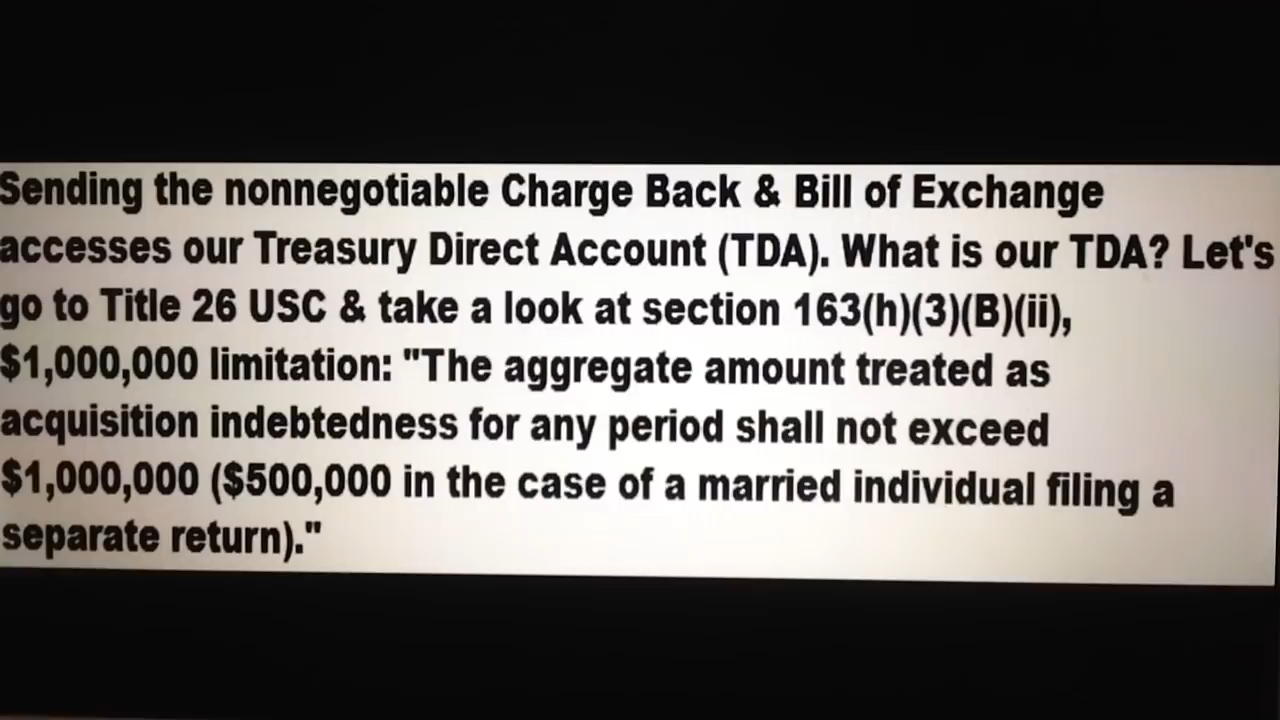 Sending the nonnegotiable Charge Back & Bill of Exchange
accesses our Treasury Direct Account (TDA). What is our TDA? Let's
go to Title 26 USC & take a look at section 163(h)(3)(B)(ii),
$1,000,000 limitation: "The aggregate amount treated as
acquisition indebtedness for any period shall not exceed
$1,000,000 ($500,000 in the case of a married individual filing a
separate return)."